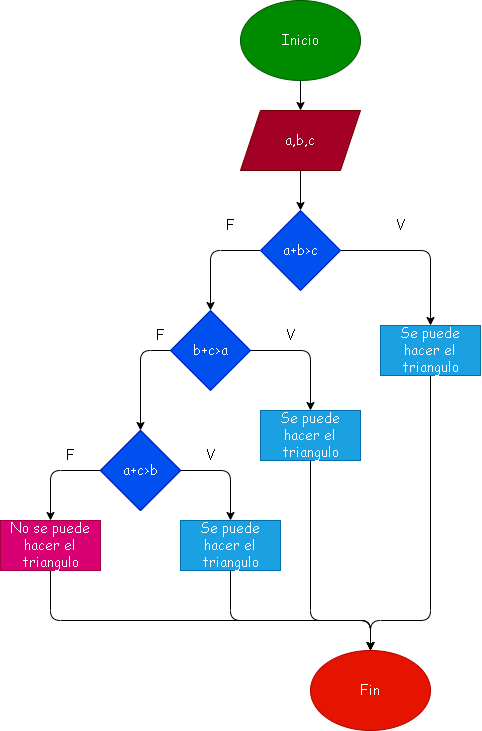 Inicio
a,b,c
F
V
a+b>c
Se puede
hacer el
triangulo
F
V
b+c>a
Se puede
hacer el
triangulo
F
V
a+c>b
No se puede
hacer el
triangulo
Se puede
hacer el
triangulo
Fin